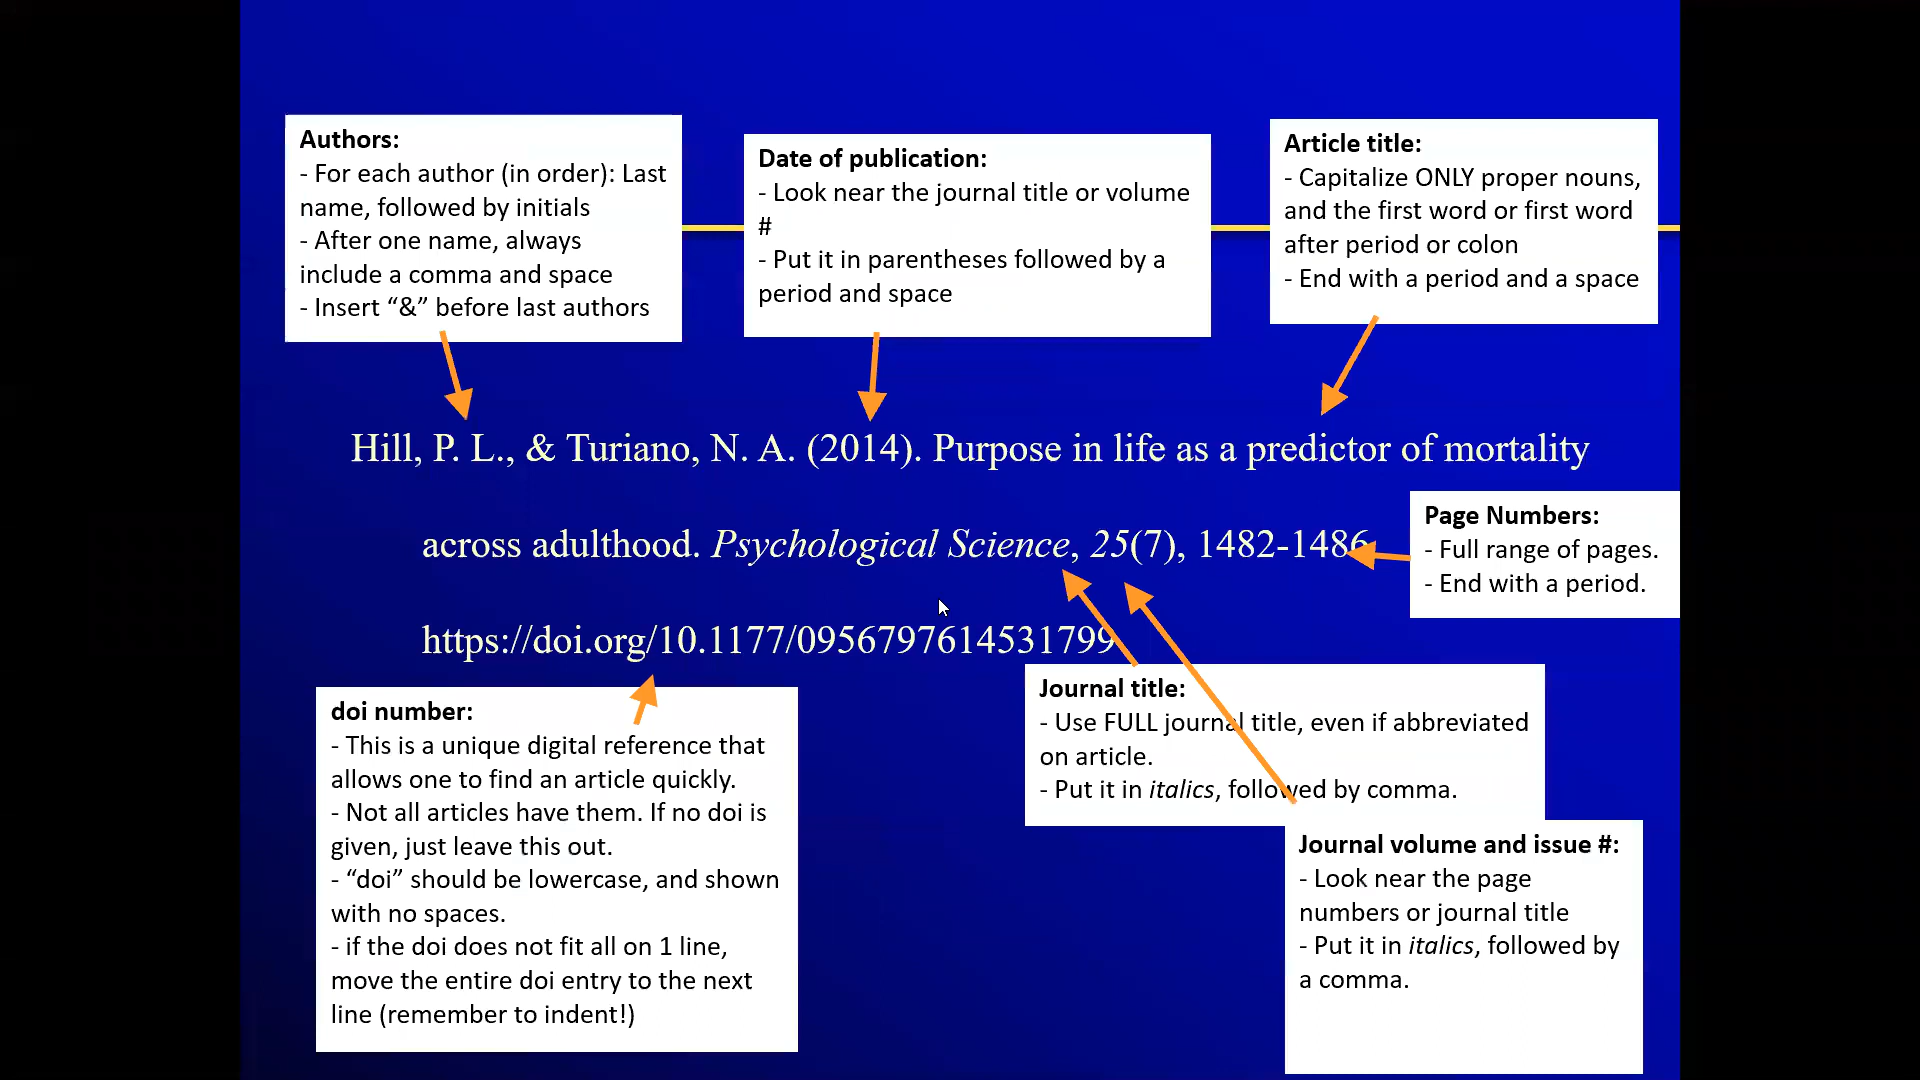 Authors:
- For each author (in order): Last
name, followed by initials
- After one name, always
include a comma and space
- Insert “&” before last authors
Date of publication:
- Look near the journal title or volume
#
- Put it in parentheses followed by a
period and space
Article title:
- Capitalize ONLY proper nouns,
and the first word or first word
after period or colon
- End with a period and a space
Hill, P. L., & Turiano, N. A. (2014). Purpose in life as a predictor of mortality
across adulthood. Psychological Science, 25(7), 1482-1486
https://doi.org/10.1177/0956797614531799
Page Numbers:
- Full range of pages.
- End with a period.
doi number:
- This is a unique digital reference that
allows one to find an article quickly.
- Not all articles have them. If no doi is
given, just leave this out.
- “doi” should be lowercase, and shown
with no spaces.
- if the doi does not fit all on 1 line,
move the entire doi entry to the next
line (remember to indent!)
Journal title:
- Use FULL journal title, even if abbreviated
on article.
- Put it in italics, followed by comma.
Journal volume and issue #:
- Look near the page
numbers or journal title
- Put it in italics, followed by
a comma.